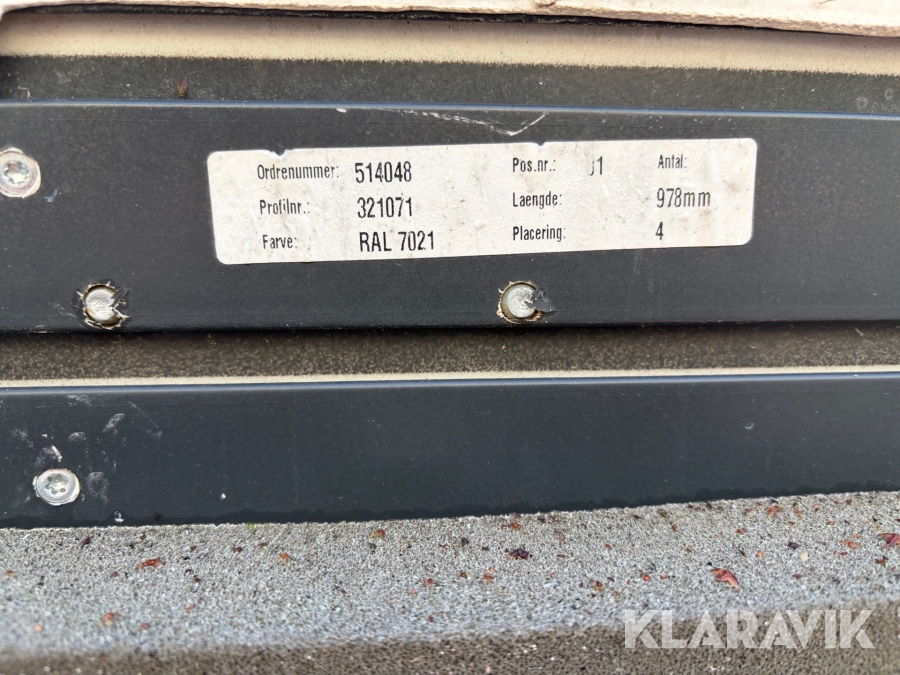 Ordrenummer: 514048 Pos.nr.: Antal:
Profilnr.: 321071 Laengde: 978mm
Farve: RAL 7021 Placering: 4
KLARAVIK